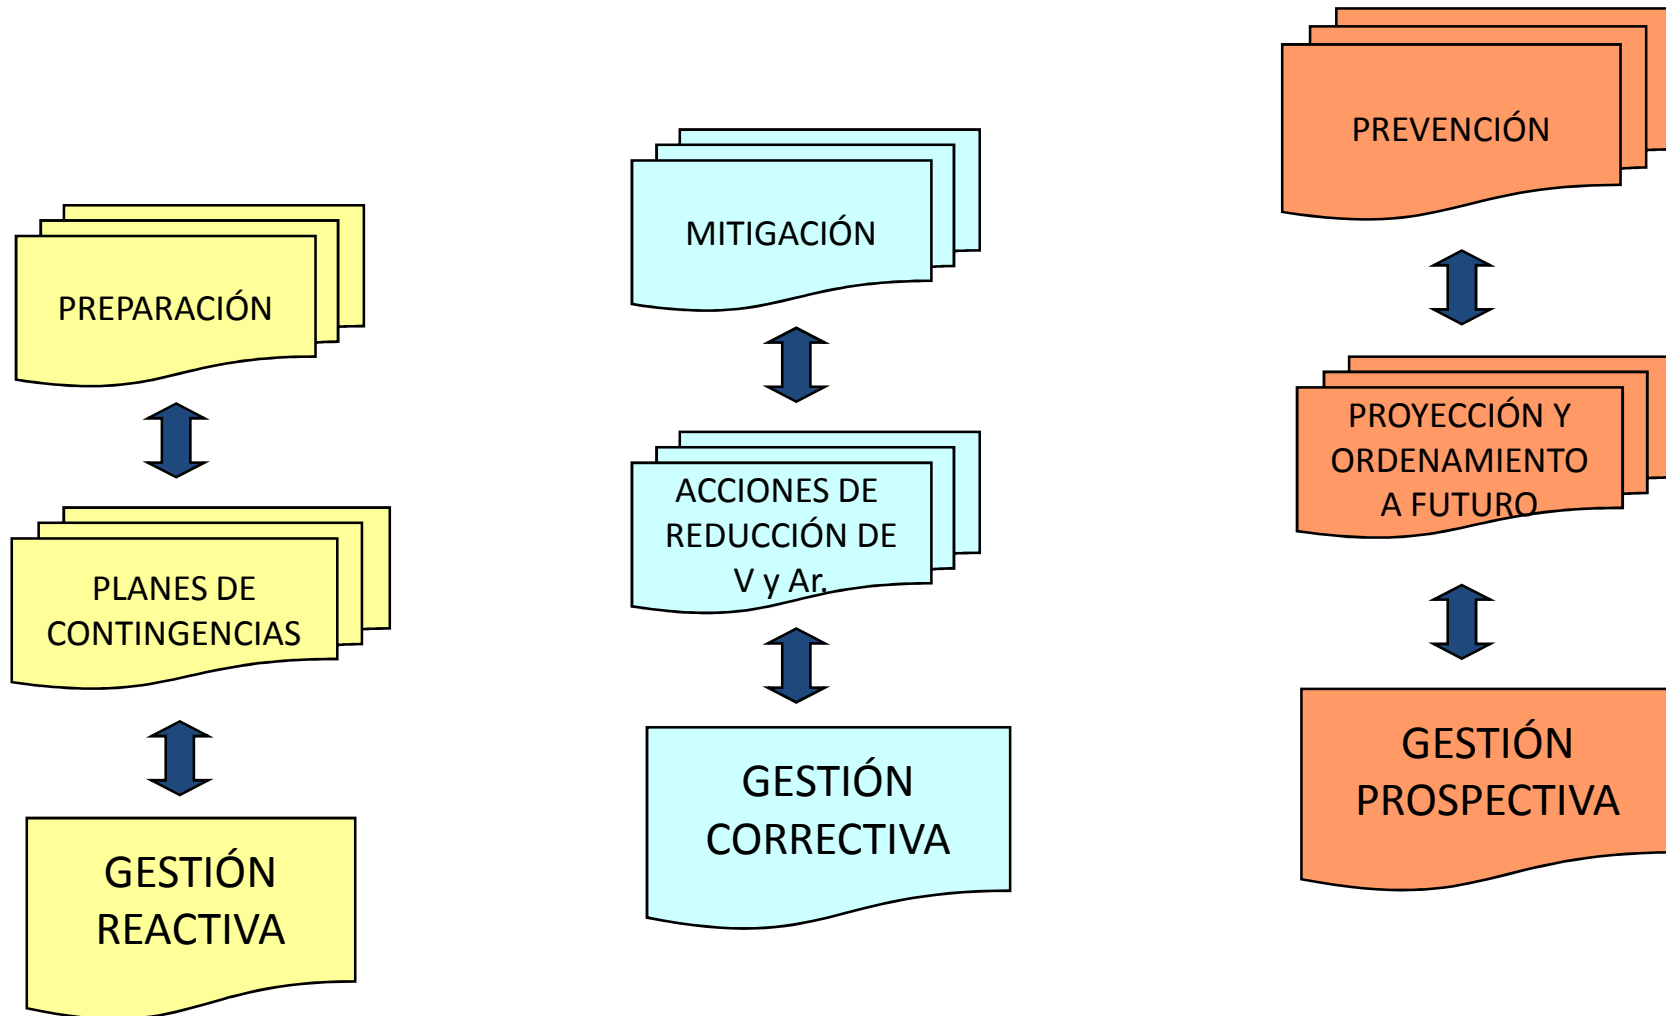 PREPARACIÓN
PLANES DE
CONTINGENCIAS
GESTIÓN
REACTIVA
MITIGACIÓN
ACCIONES DE
REDUCCIÓN DE
V y Ar.
GESTIÓN
CORRECTIVA
PREVENCIÓN
PROYECCIÓN Y
ORDENAMIENTO
A FUTURO
GESTIÓN
PROSPECTIVA